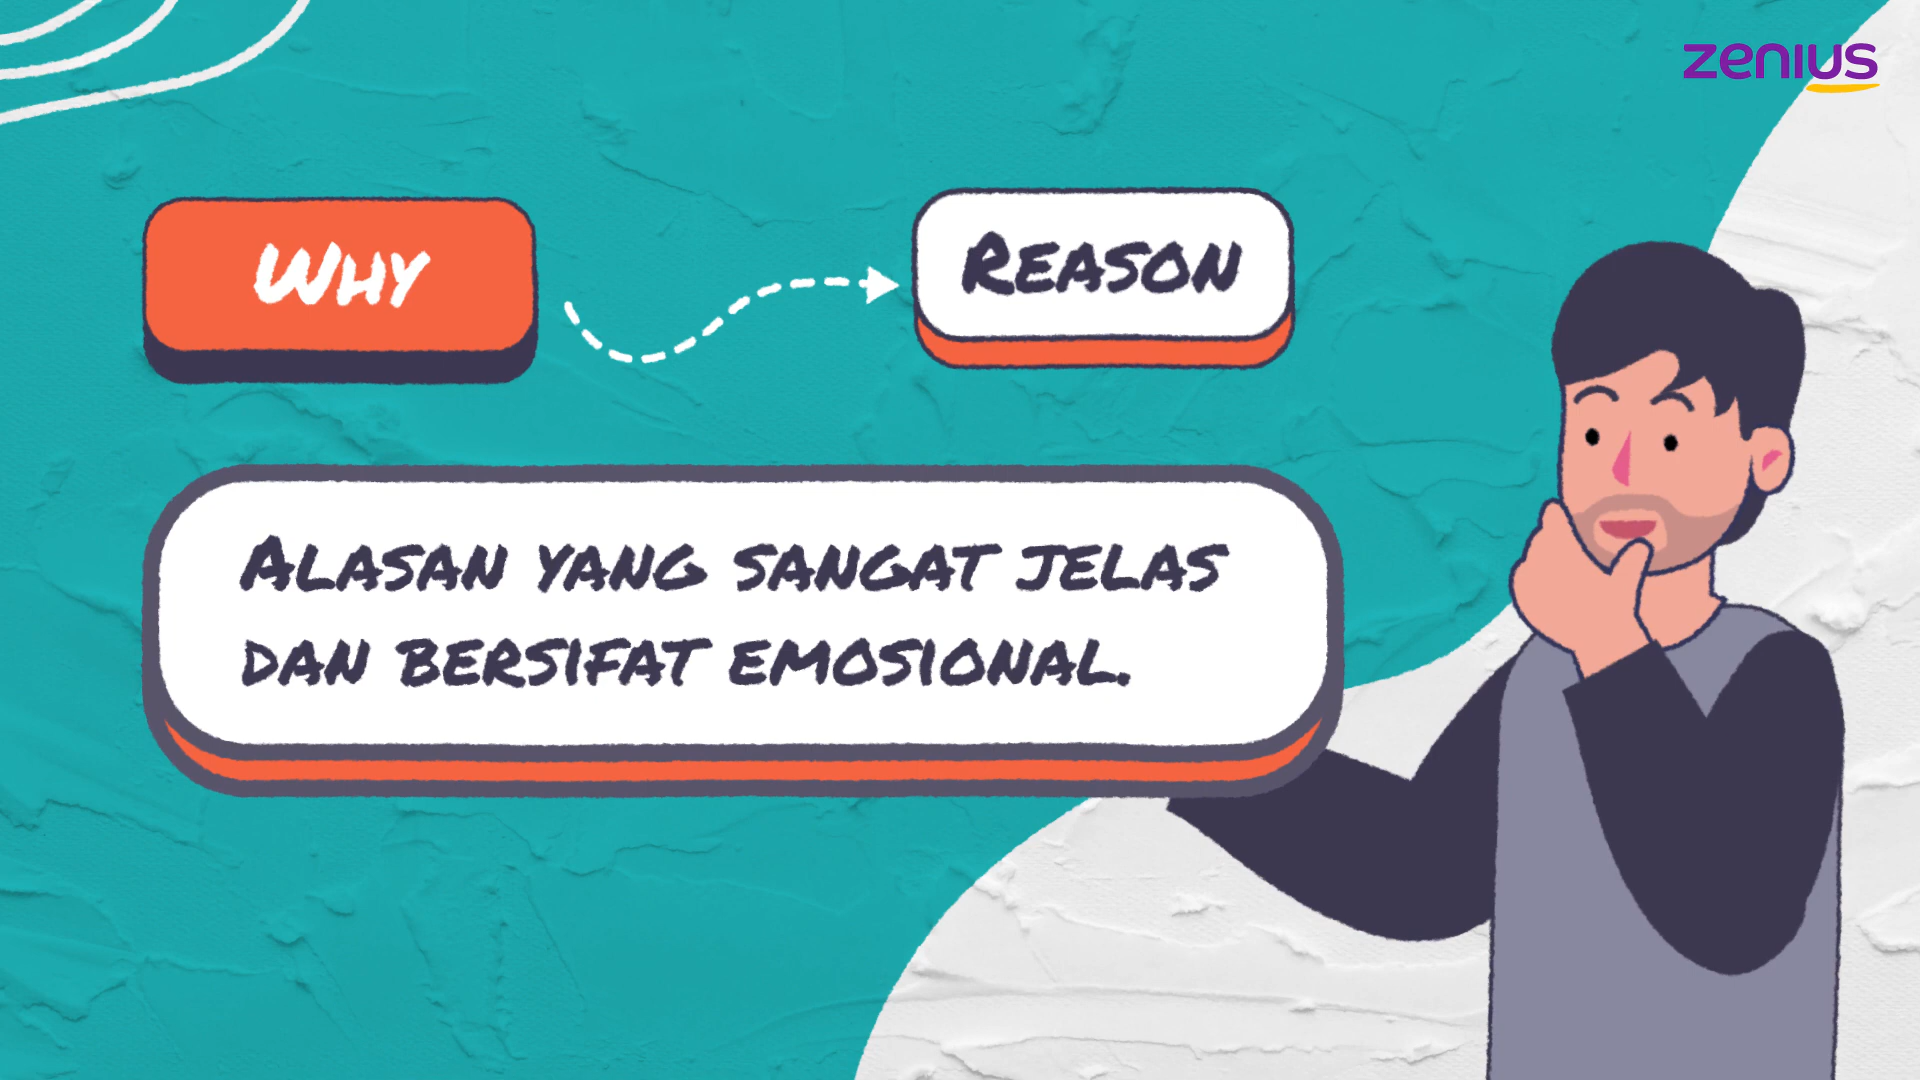 zenius
Why
Reason
Alasan yang sangat jelas
dan bersifat emosional.